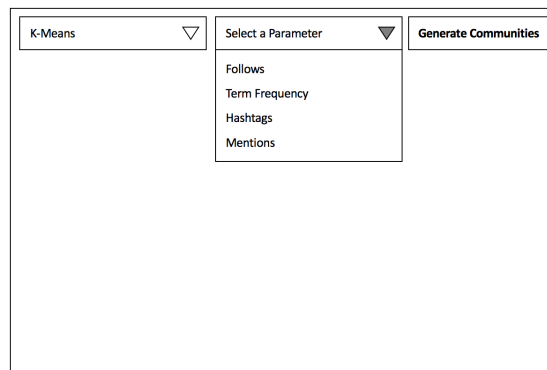 K-Means
Select a Parameter
Generate Communities
Follows
Term Frequency
Hashtags
Mentions